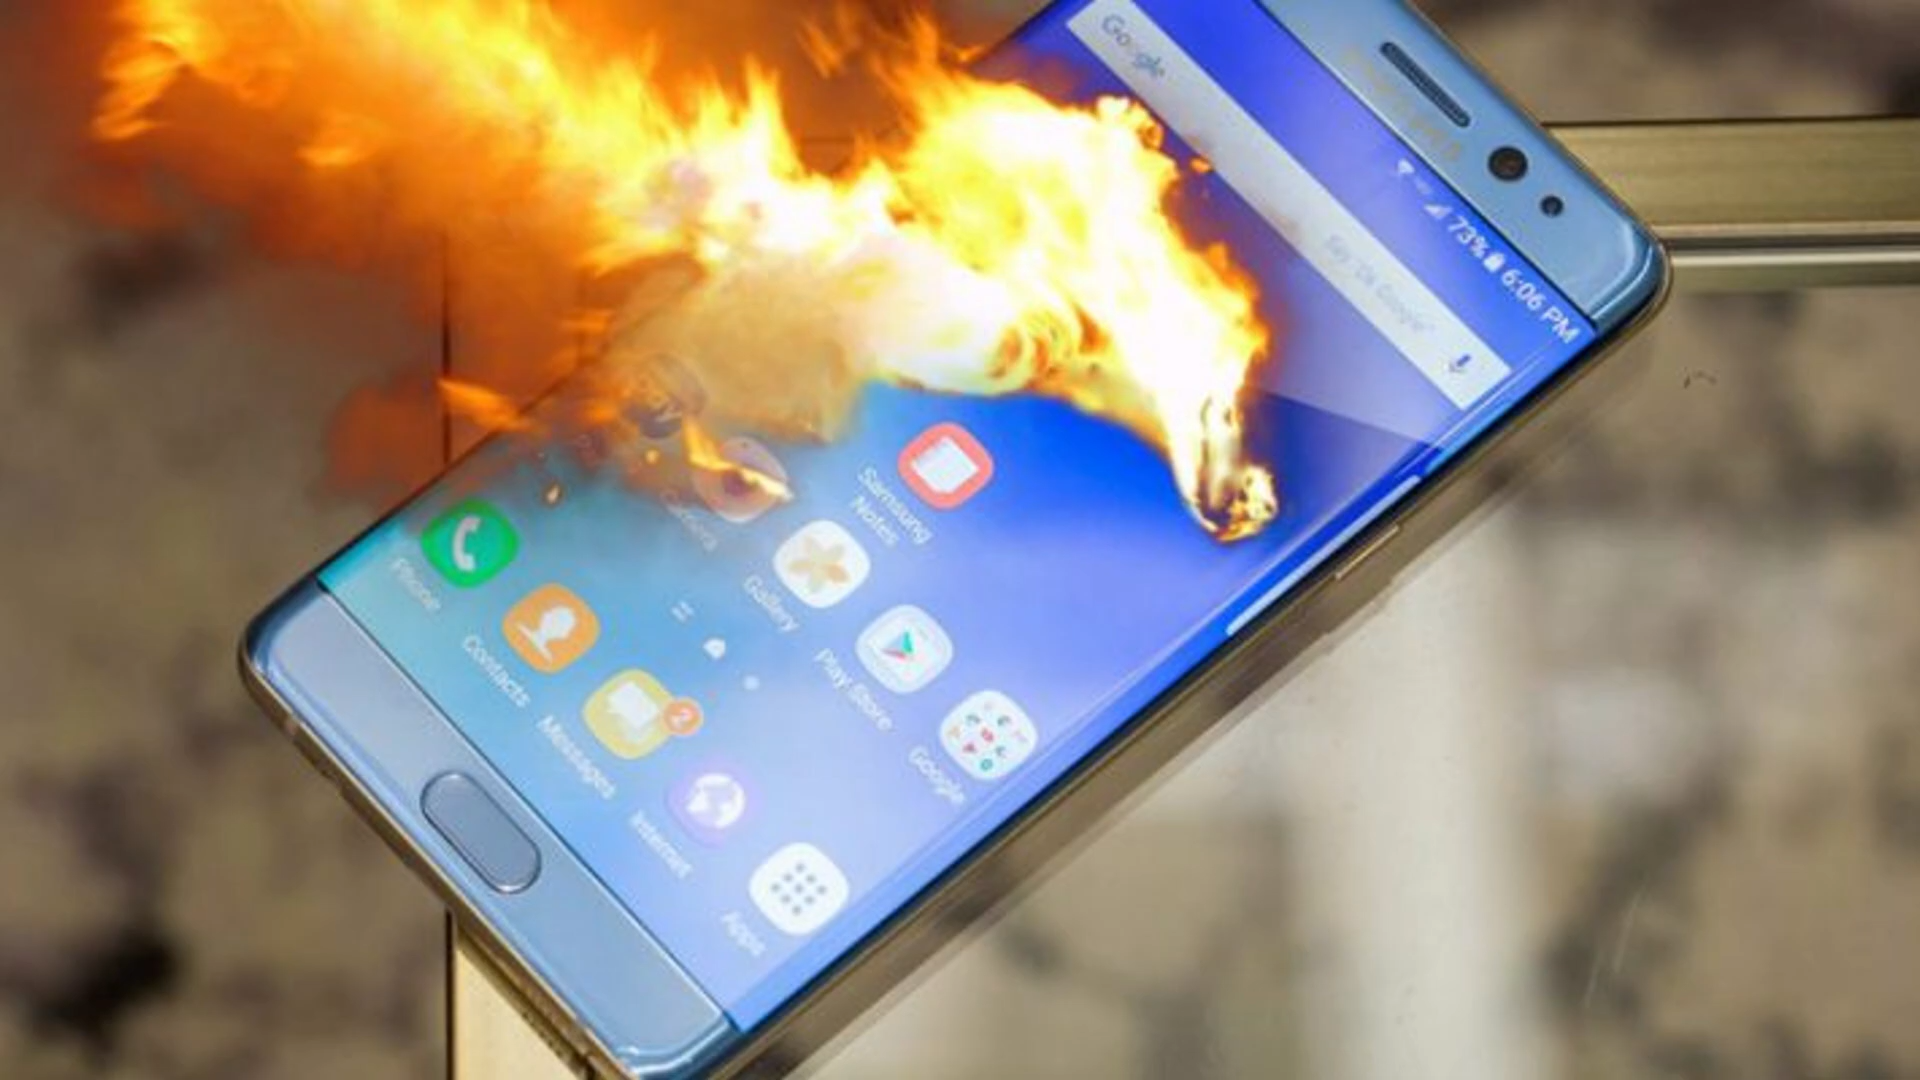 73% 6:06 PM
Google
Say "Ok Google"
Samsung Notes
Camera
Gallery
Play Store
Google
Phone
Contacts
Messages
2
Internet
Apps